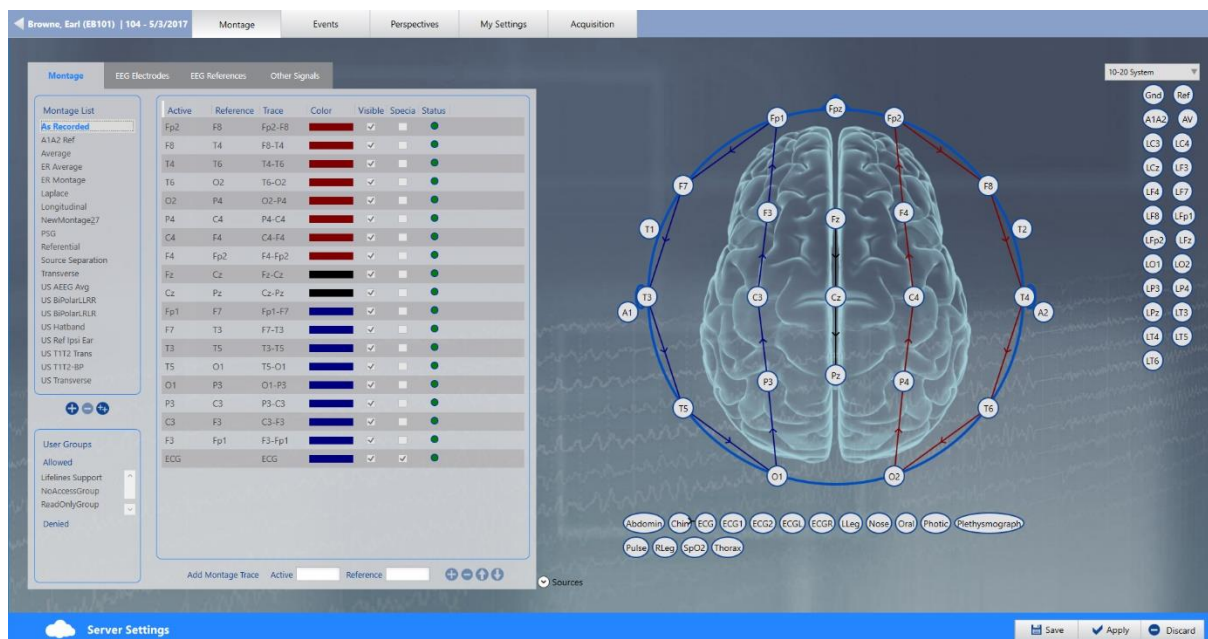 Browne, Earl (EB101) | 104 - 5/3/2017 Montage Events Perspectives My Settings Acquisition
Montage EEG Electrodes EEG References Other Signals
Montage List
As Recorded
A1A2 Ref
Average
ER Average
ER Montage
Laplace
Longitudinal
NewMontage27
PSG
Referential
Source Separation
Transverse
US AEEG Avg
US BiPolarLLRR
US BiPolarLRLR
US Hatband
US Ref Ipsi Ear
US T1T2 Trans
US T1T2-BP
US Transverse
User Groups
Allowed
Lifelines Support
NoAccessGroup
ReadOnlyGroup
Denied
Active Reference Trace Color Visible Specia Status
Fp2 F8 Fp2-F8
F8 T4 F8-T4
T4 T6 T4-T6
T6 O2 T6-O2
O2 P4 O2-P4
P4 C4 P4-C4
C4 F4 C4-F4
F4 Fp2 F4-Fp2
Fz Cz Fz-Cz
Cz Pz Cz-Pz
Fp1 F7 Fp1-F7
F7 T3 F7-T3
T3 T5 T3-T5
T5 O1 T5-O1
O1 P3 O1-P3
P3 C3 P3-C3
C3 F3 C3-F3
F3 Fp1 F3-Fp1
ECG ECG
Add Montage Trace Active Reference
Sources
Fpz
Fp1 Fp2
F7 F8
F3 Fz F4
T1 T2
T3 C3 Cz C4 T4
A1 A2
P3 Pz P4
T5 T6
O1 O2
Abdomin Chin ECG ECG1 ECG2 ECGL ECGR LLeg Nose Oral Photic Plethysmograph
Pulse RLeg SpO2 Thorax
10-20 System
Gnd Ref
A1A2 AV
LC3 LC4
LCz LF3
LF4 LF7
LF8 LFp1
LFp2 LFz
LO1 LO2
LP3 LP4
LPz LT3
LT4 LT5
LT6
Server Settings Save Apply Discard